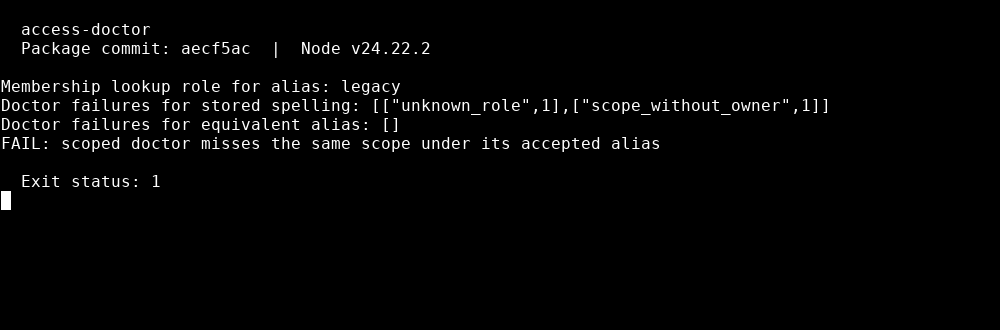 access-doctor
Package commit: aecf5ac | Node v24.22.2
Membership lookup role for alias: legacy
Doctor failures for stored spelling: [["unknown_role",1],["scope_without_owner",1]]
Doctor failures for equivalent alias: []
FAIL: scoped doctor misses the same scope under its accepted alias
Exit status: 1